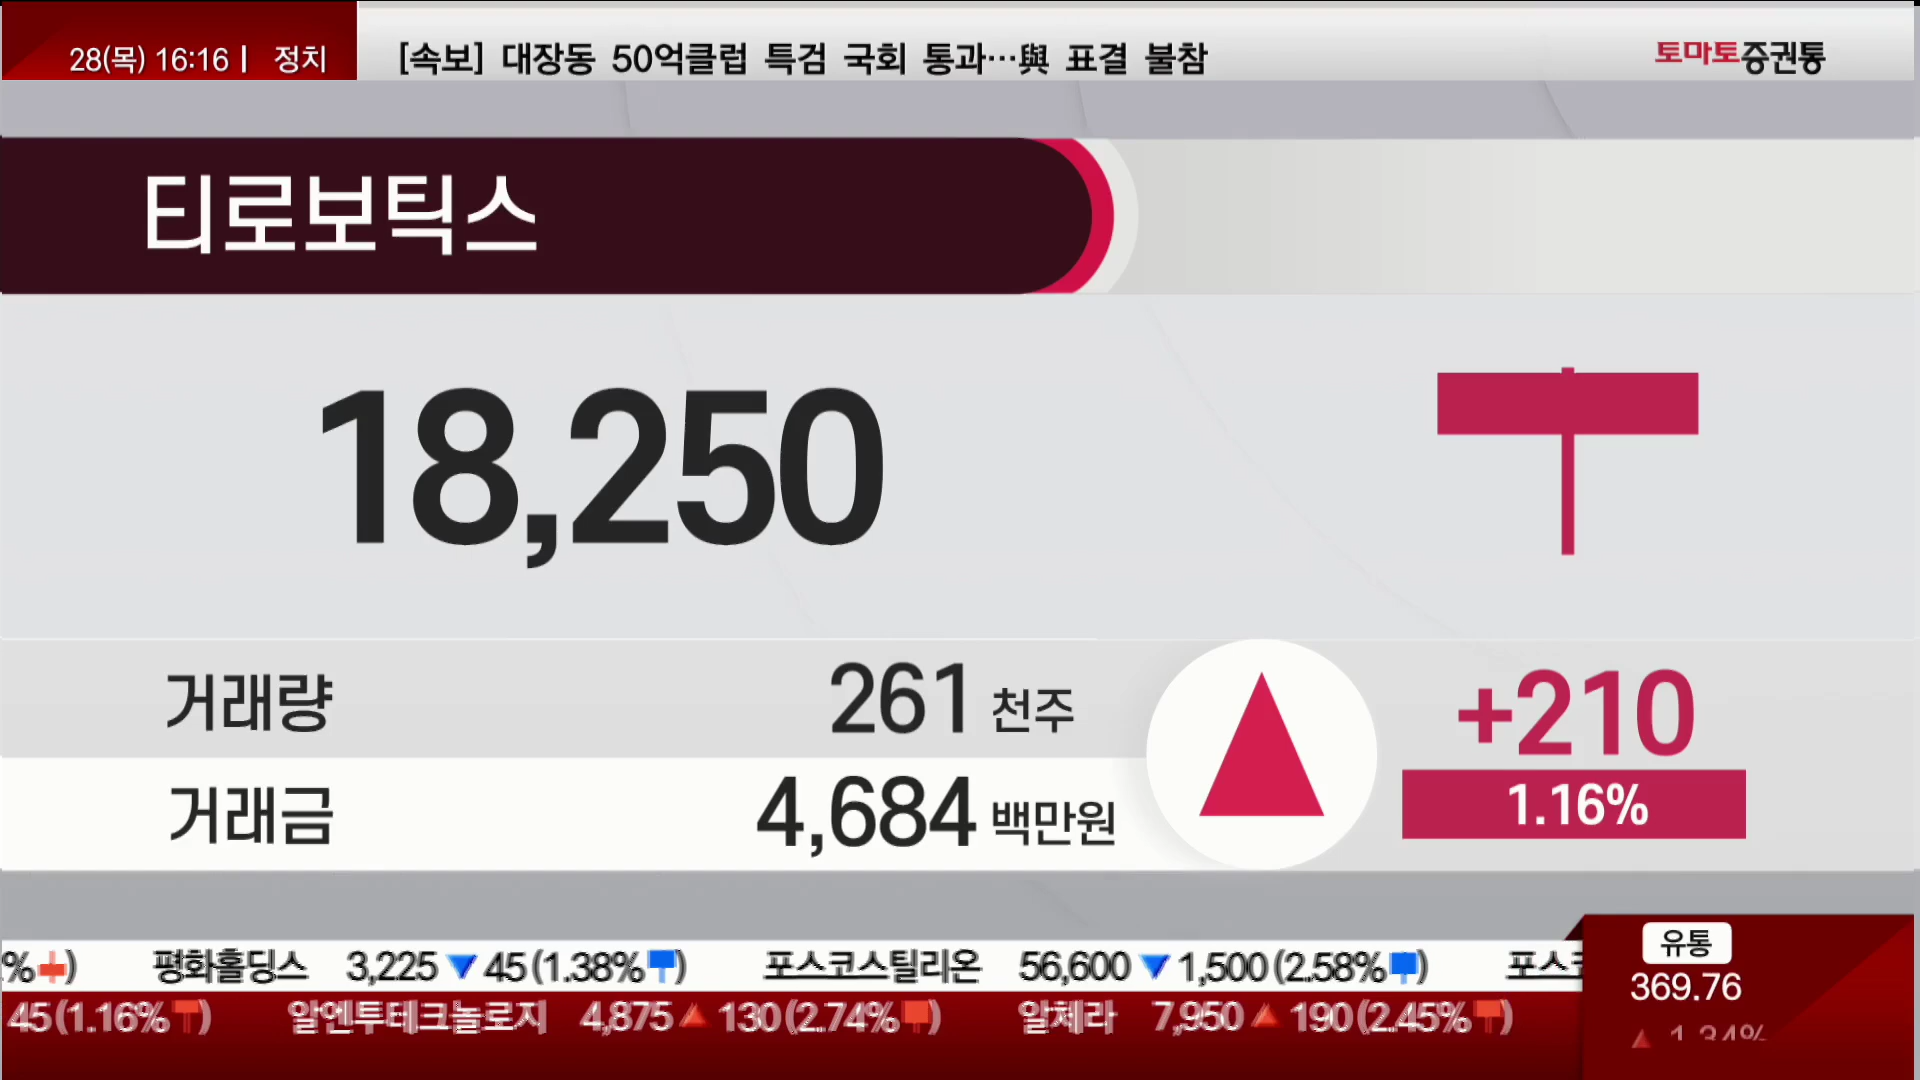 28(목) 16:16 | 정치 [속보] 대장동 50억클럽 특검 국회 통과…與 표결 불참 토마토증권통
티로보틱스
18,250
거래량 261 천주
+210
거래금 4,684 백만원
1.16%
%) 평화홀딩스 3,225 ▼ 45 (1.38%) 포스코스틸리온 56,600 ▼ 1,500 (2.58%) 포스코
45 (1.16%) 알엔투테크놀로지 4,875 ▲ 130 (2.74%) 알체라 7,950 ▲ 190 (2.45%)
유통
369.76
▲ 1.34%